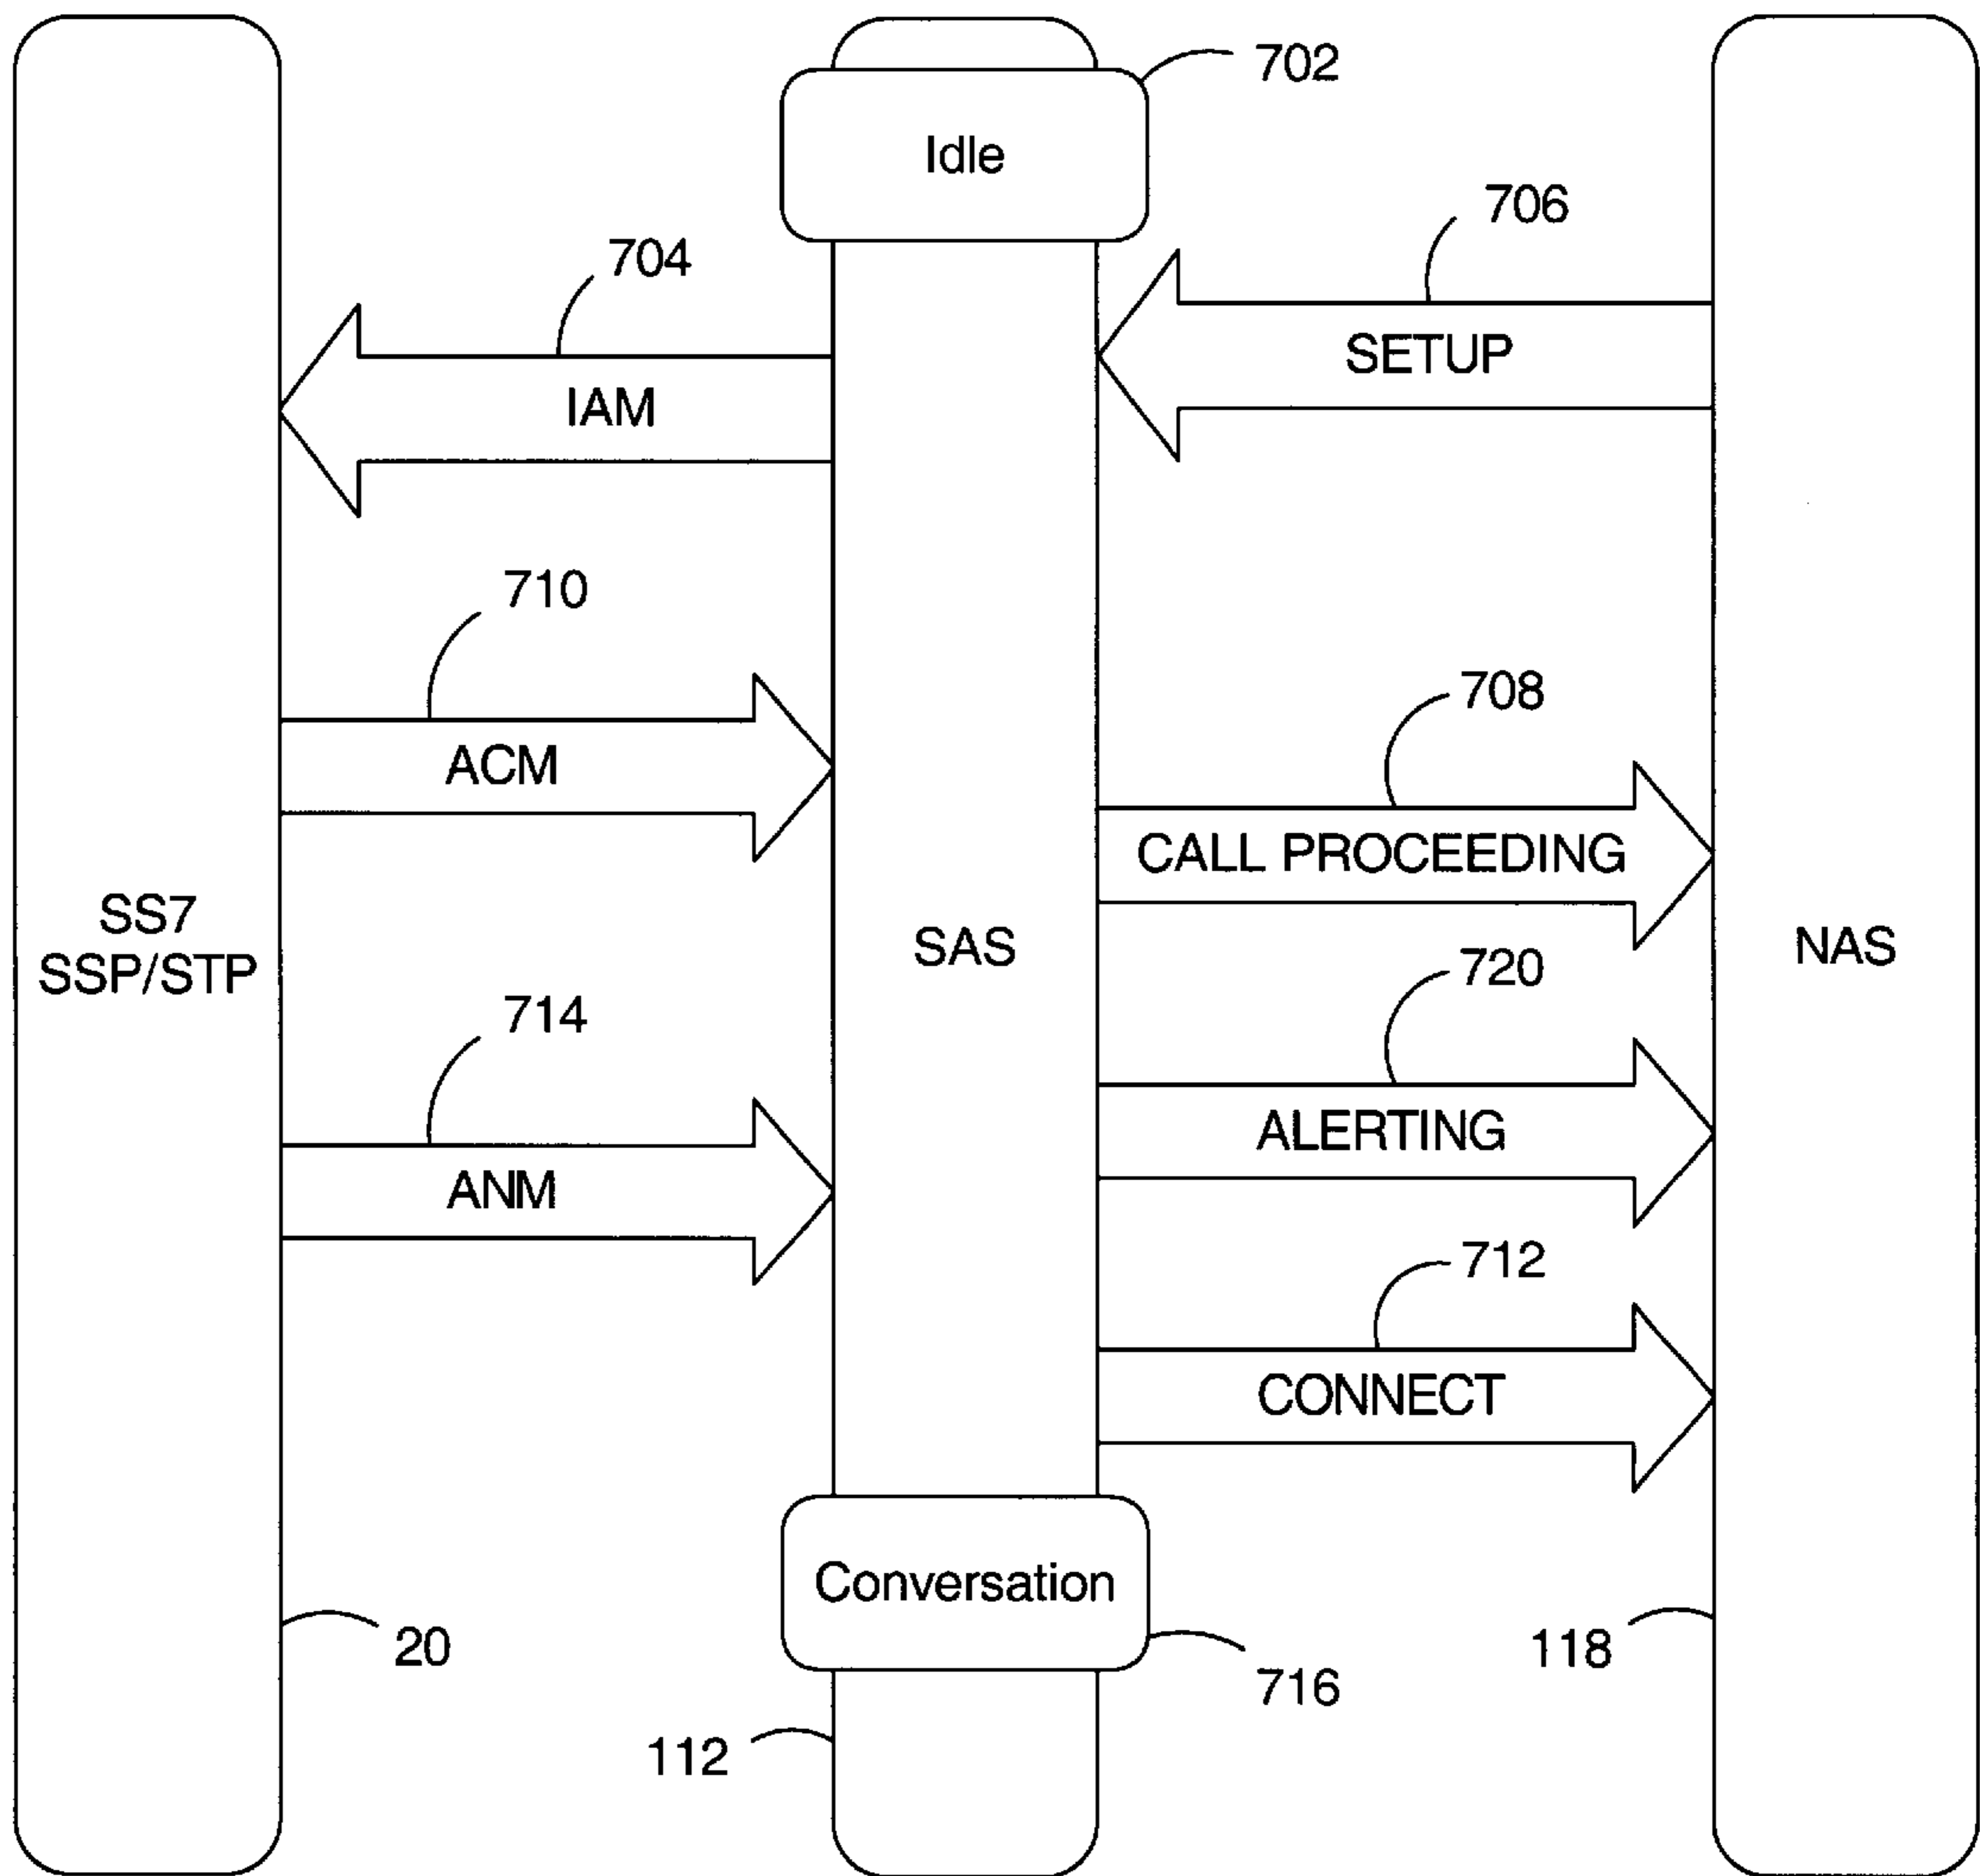 702
Idle
706
704
SETUP
IAM
710
708
ACM
CALL PROCEEDING
SS7
SSP/STP
SAS
NAS
720
714
ALERTING
ANM
712
CONNECT
Conversation
20
118
716
112